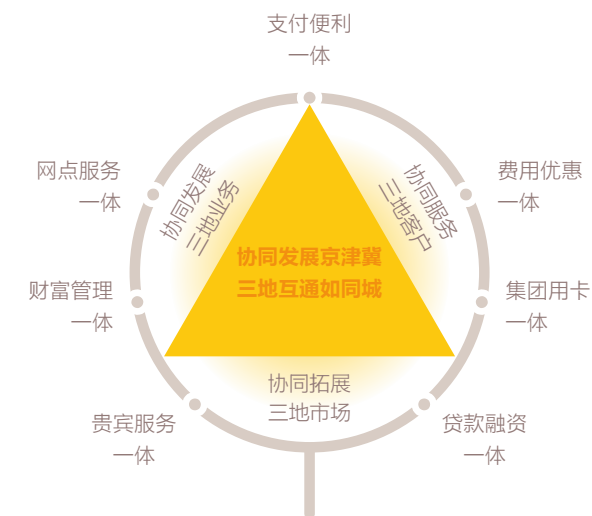 支付便利
一体
网点服务
一体
费用优惠
一体
协同发展
三地业务
协同服务
三地客户
协同发展京津冀
三地互通如同城
财富管理
一体
集团用卡
一体
协同拓展
三地市场
贵宾服务
一体
贷款融资
一体